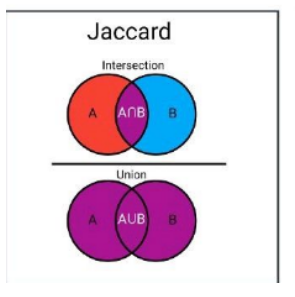 Jaccard
Intersection
A A∩B B
Union
A A∪B B